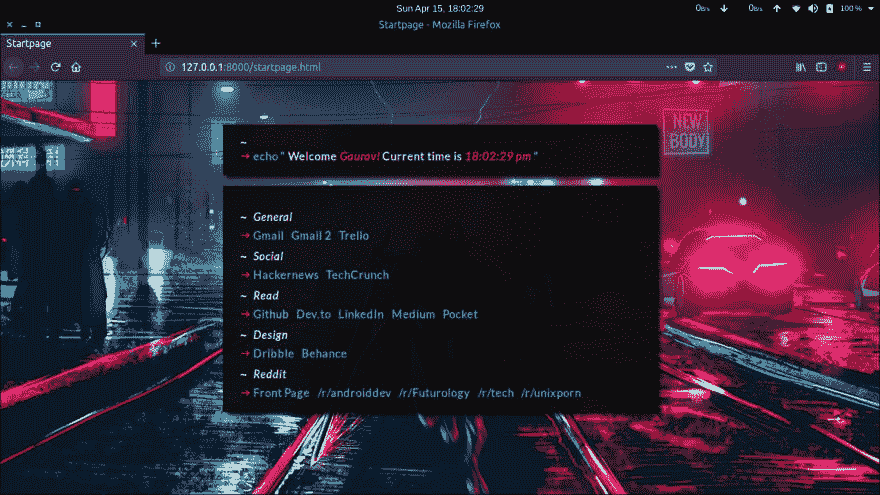 Sun Apr 15, 18:02:29
0B/s 0B/s 100 %
Startpage - Mozilla Firefox
Startpage
127.0.0.1:8000/startpage.html
NEW
BODY
~
→ echo " Welcome Gaurav! Current time is 18:02:29 pm "
~ General
→ Gmail Gmail 2 Trello
~ Social
→ Hackernews TechCrunch
~ Read
→ Github Dev.to LinkedIn Medium Pocket
~ Design
→ Dribble Behance
~ Reddit
→ Front Page /r/androiddev /r/Futurology /r/tech /r/unixporn